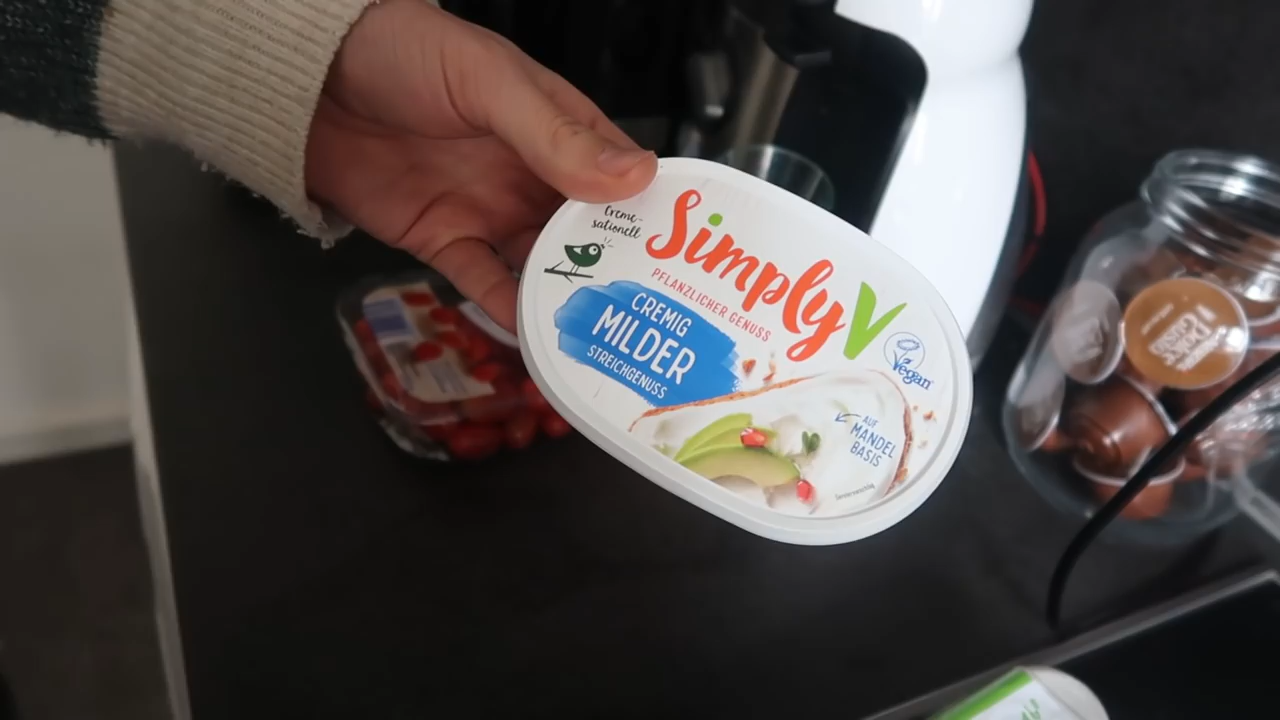 Creme-
sationell
Simply V
PFLANZLICHER GENUSS
CREMIG
MILDER
STREICHGENUSS
Vegan
AUF
MANDEL
BASIS